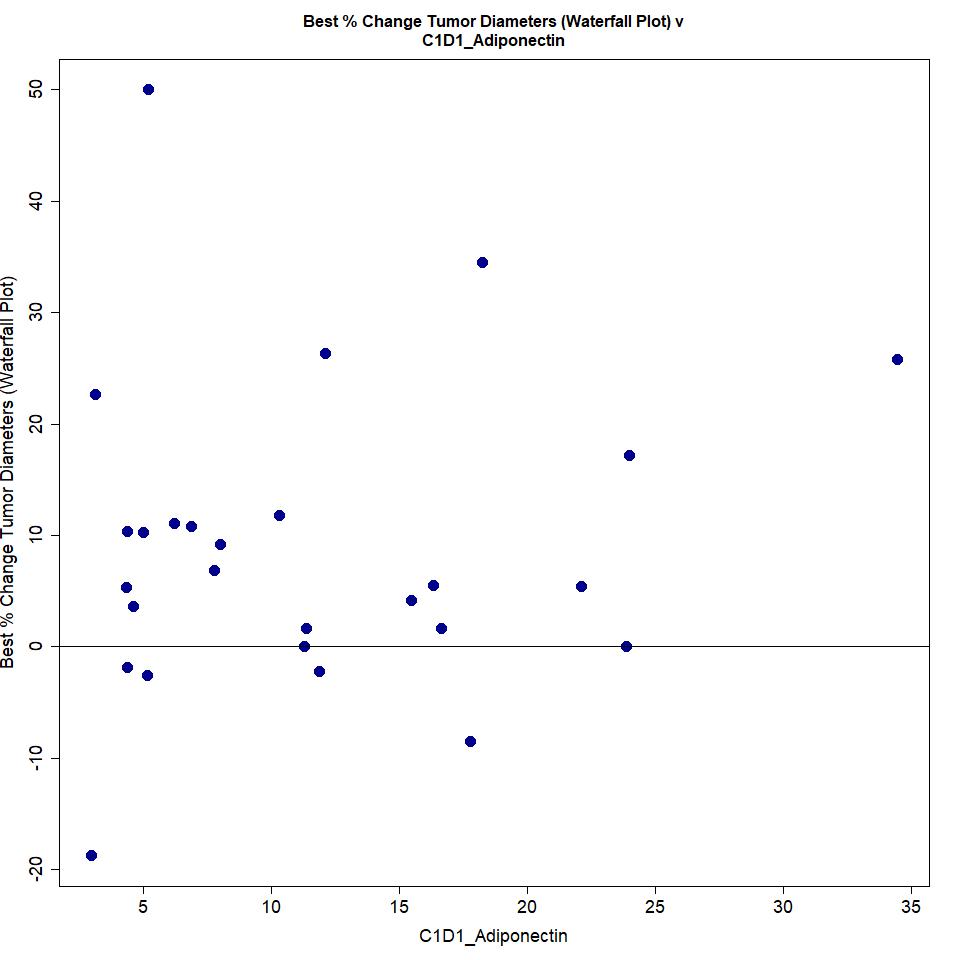 Best % Change Tumor Diameters (Waterfall Plot) v
C1D1_Adiponectin
Best % Change Tumor Diameters (Waterfall Plot)
50
40
30
20
10
0
-10
-20
5 10 15 20 25 30 35
C1D1_Adiponectin